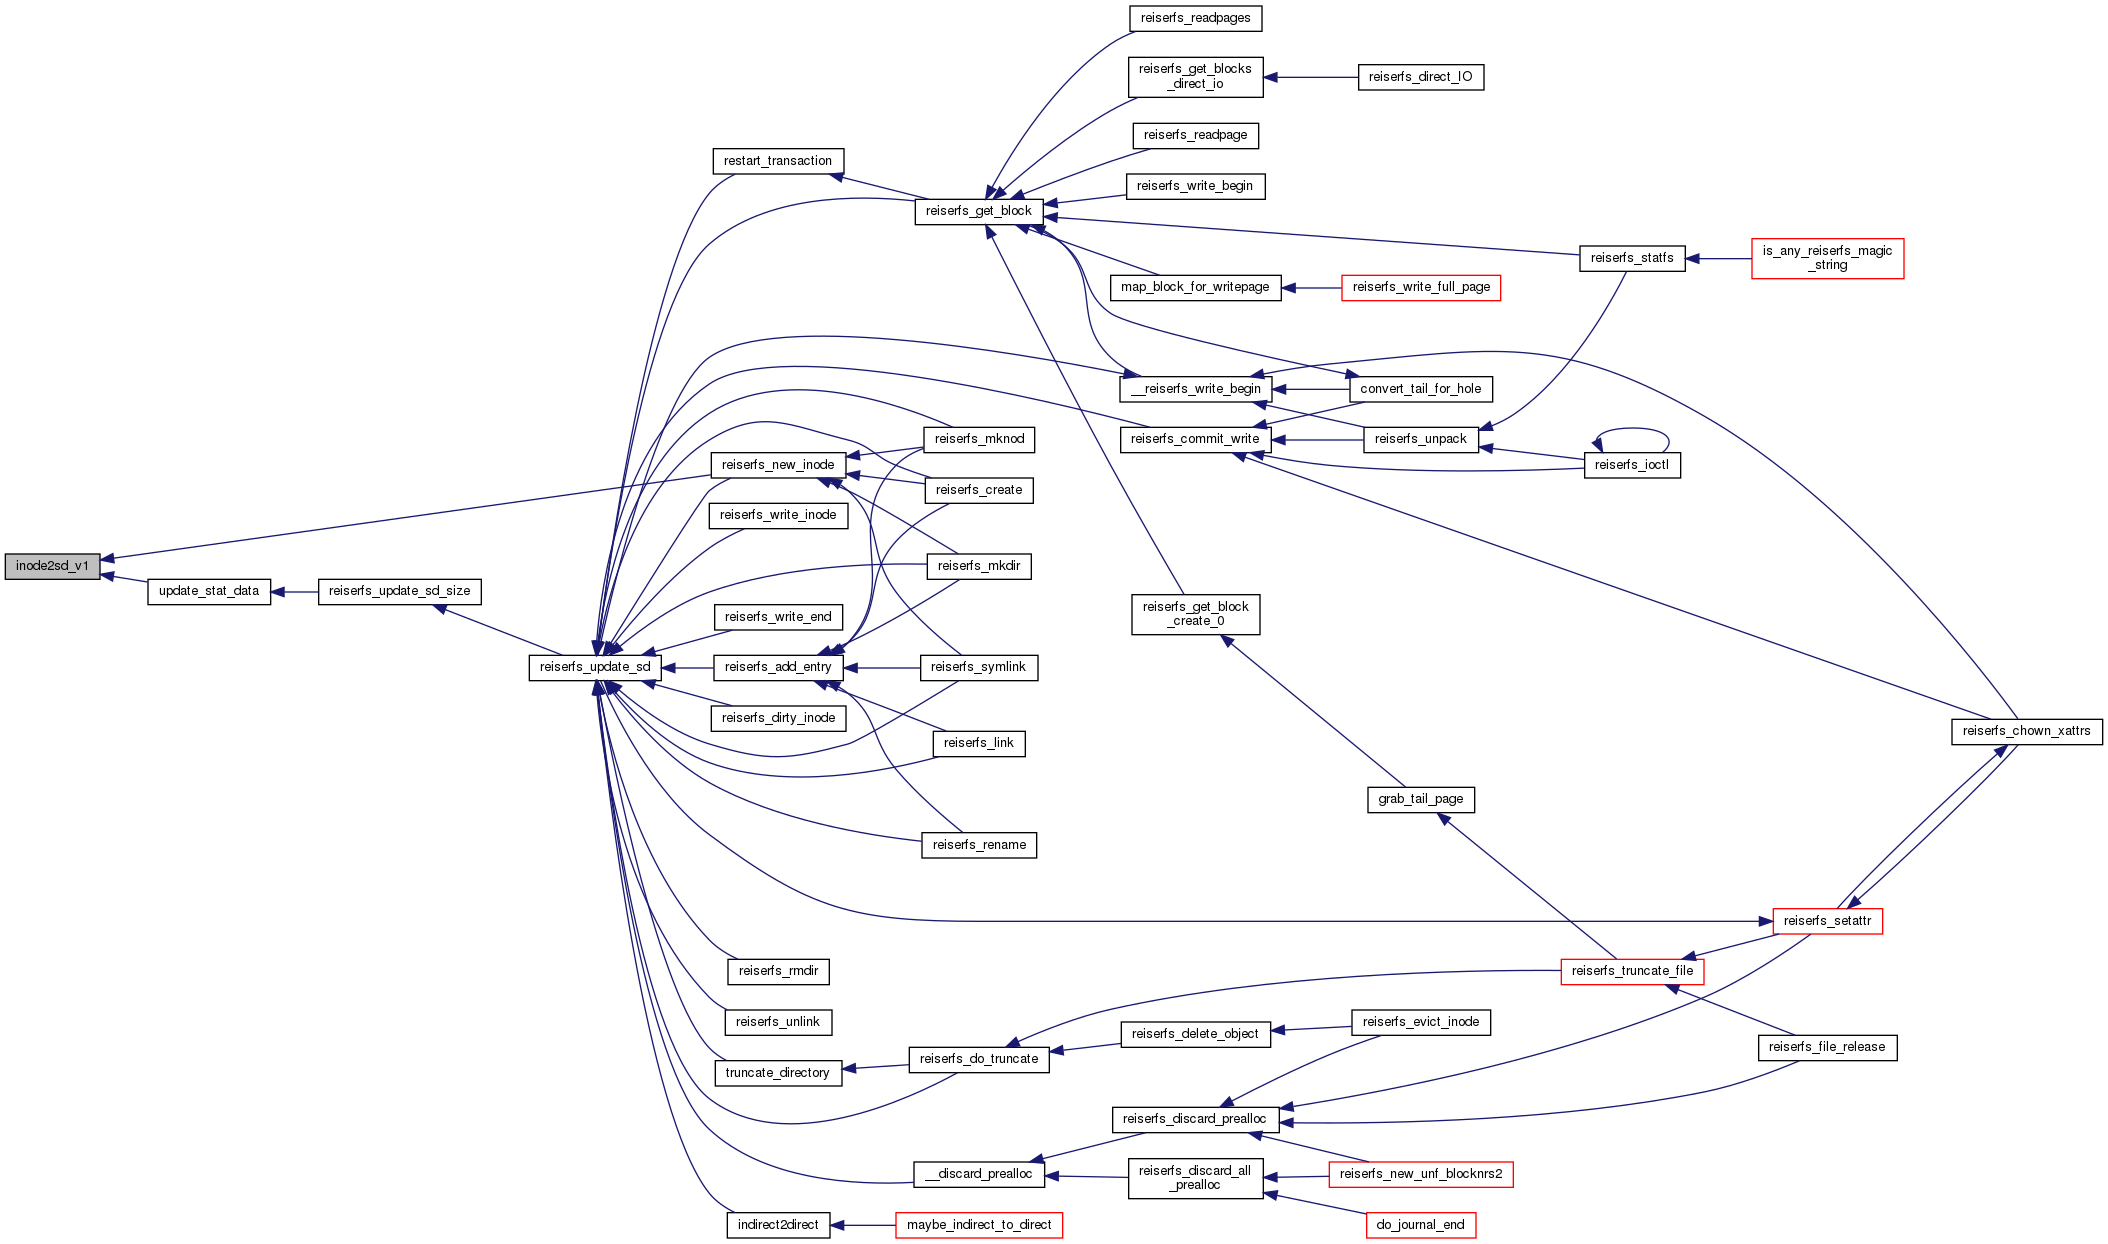 reiserfs_readpages
reiserfs_get_blocks
_direct_io
reiserfs_direct_IO
reiserfs_readpage
restart_transaction
reiserfs_write_begin
reiserfs_get_block
reiserfs_statfs
is_any_reiserfs_magic
_string
map_block_for_writepage
reiserfs_write_full_page
__reiserfs_write_begin
convert_tail_for_hole
reiserfs_mknod
reiserfs_commit_write
reiserfs_unpack
reiserfs_new_inode
reiserfs_ioctl
reiserfs_create
reiserfs_write_inode
inode2sd_v1
reiserfs_mkdir
update_stat_data
reiserfs_update_sd_size
reiserfs_get_block
_create_0
reiserfs_write_end
reiserfs_update_sd
reiserfs_add_entry
reiserfs_symlink
reiserfs_dirty_inode
reiserfs_link
reiserfs_chown_xattrs
grab_tail_page
reiserfs_rename
reiserfs_setattr
reiserfs_rmdir
reiserfs_truncate_file
reiserfs_unlink
reiserfs_delete_object
reiserfs_evict_inode
reiserfs_file_release
truncate_directory
reiserfs_do_truncate
reiserfs_discard_prealloc
__discard_prealloc
reiserfs_discard_all
_prealloc
reiserfs_new_unf_blocknrs2
indirect2direct
maybe_indirect_to_direct
do_journal_end